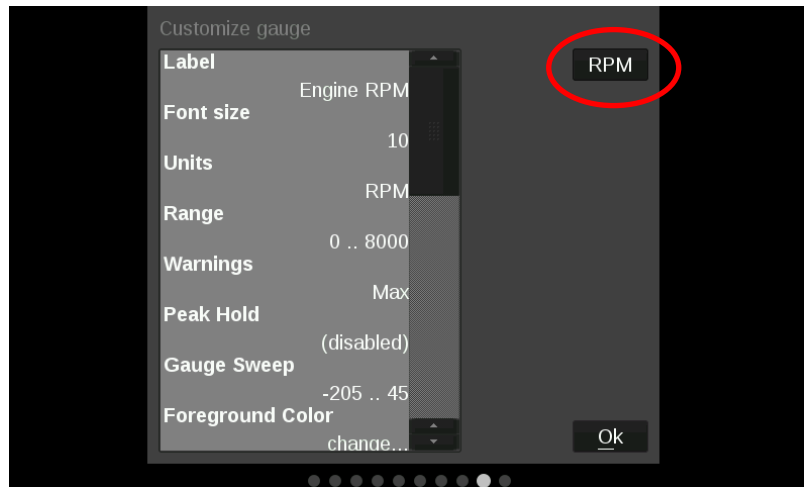 Customize gauge
Label
Engine RPM
Font size
10
Units
RPM
Range
0 .. 8000
Warnings
Max
Peak Hold
(disabled)
Gauge Sweep
-205 .. 45
Foreground Color
change...
RPM
Ok